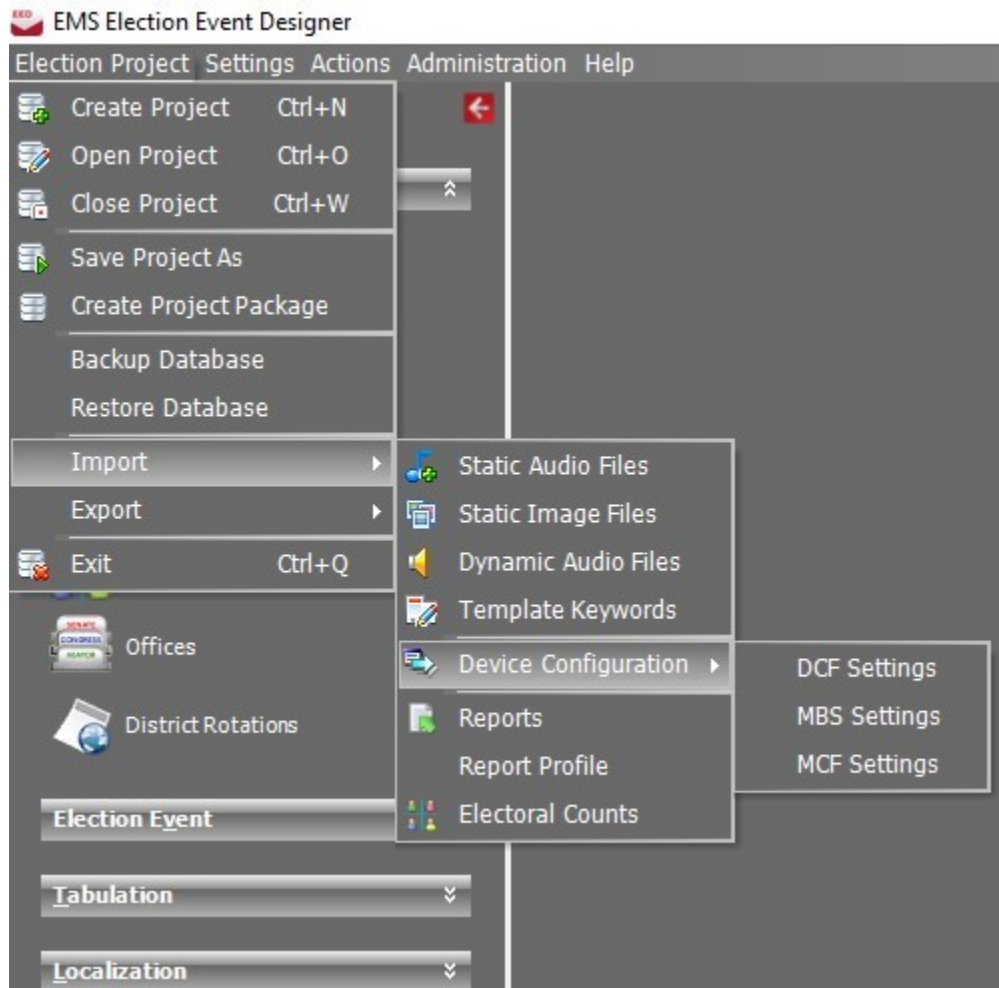 EMS Election Event Designer
Election Project Settings Actions Administration Help
Create Project Ctrl+N
Open Project Ctrl+O
Close Project Ctrl+W
Save Project As
Create Project Package
Backup Database
Restore Database
Import
Export
Exit Ctrl+Q
Static Audio Files
Static Image Files
Dynamic Audio Files
Template Keywords
Device Configuration
Reports
Report Profile
Electoral Counts
DCF Settings
MBS Settings
MCF Settings
SENATE
CONGRESS
MAYOR
Offices
District Rotations
Election Event
Tabulation
Localization